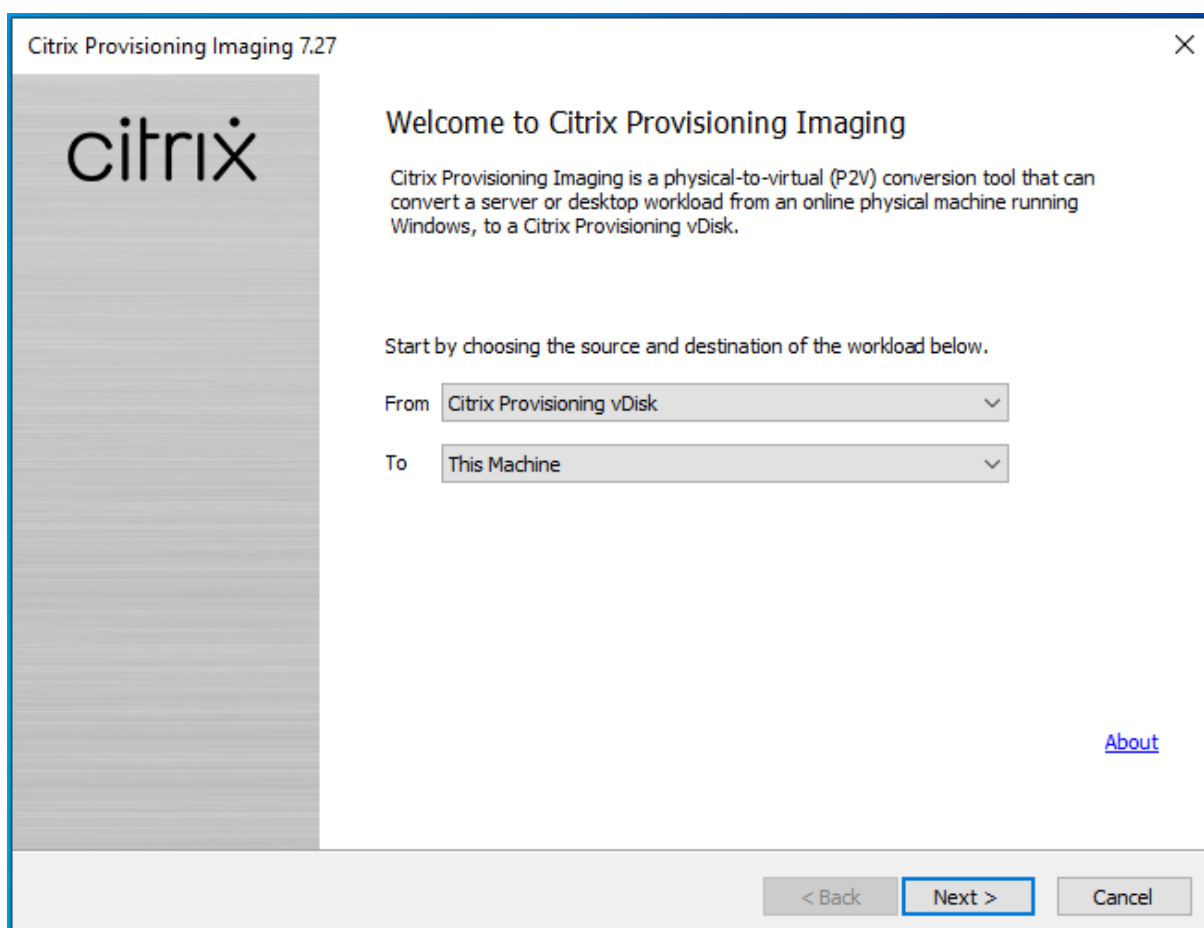 Citrix Provisioning Imaging 7.27
citrix
Welcome to Citrix Provisioning Imaging
Citrix Provisioning Imaging is a physical-to-virtual (P2V) conversion tool that can
convert a server or desktop workload from an online physical machine running
Windows, to a Citrix Provisioning vDisk.
Start by choosing the source and destination of the workload below.
From Citrix Provisioning vDisk
To This Machine
About
< Back Next > Cancel